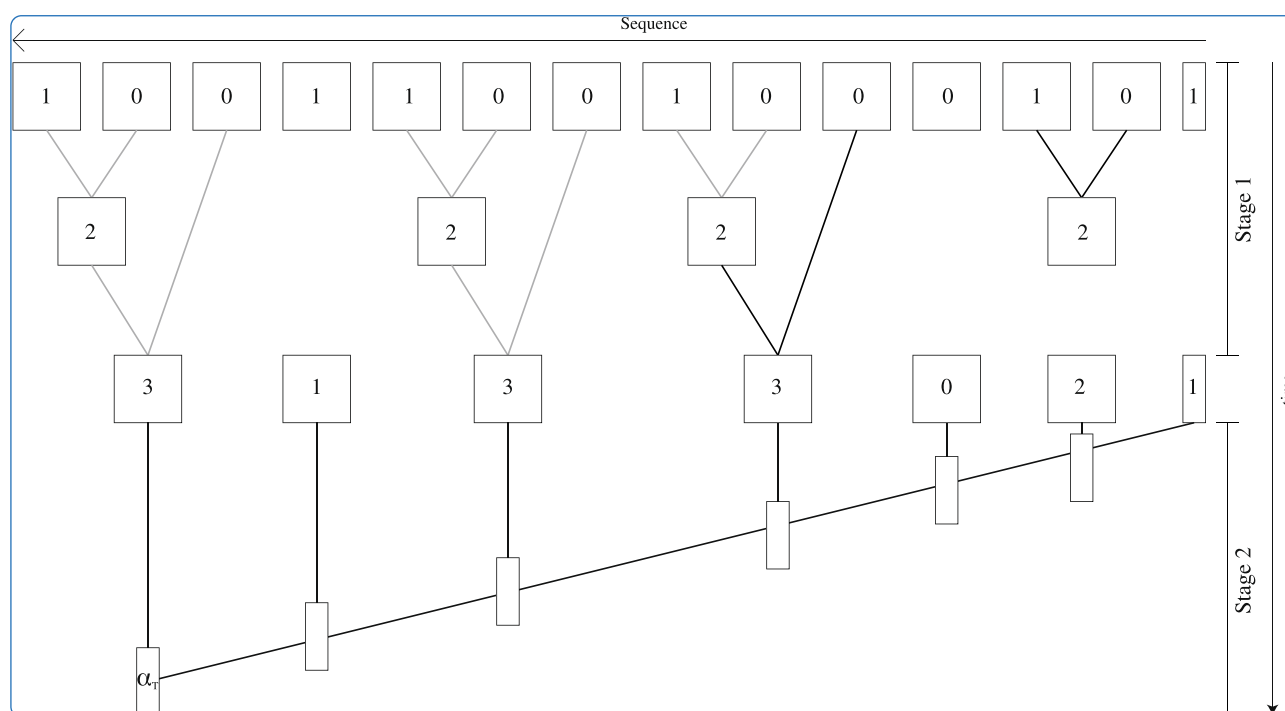 Sequence
1 0 0 1 1 0 0 1 0 0 0 1 0 1
Stage 1
2 2 2 2
3 1 3 3 0 2 1
Stage 2
αT